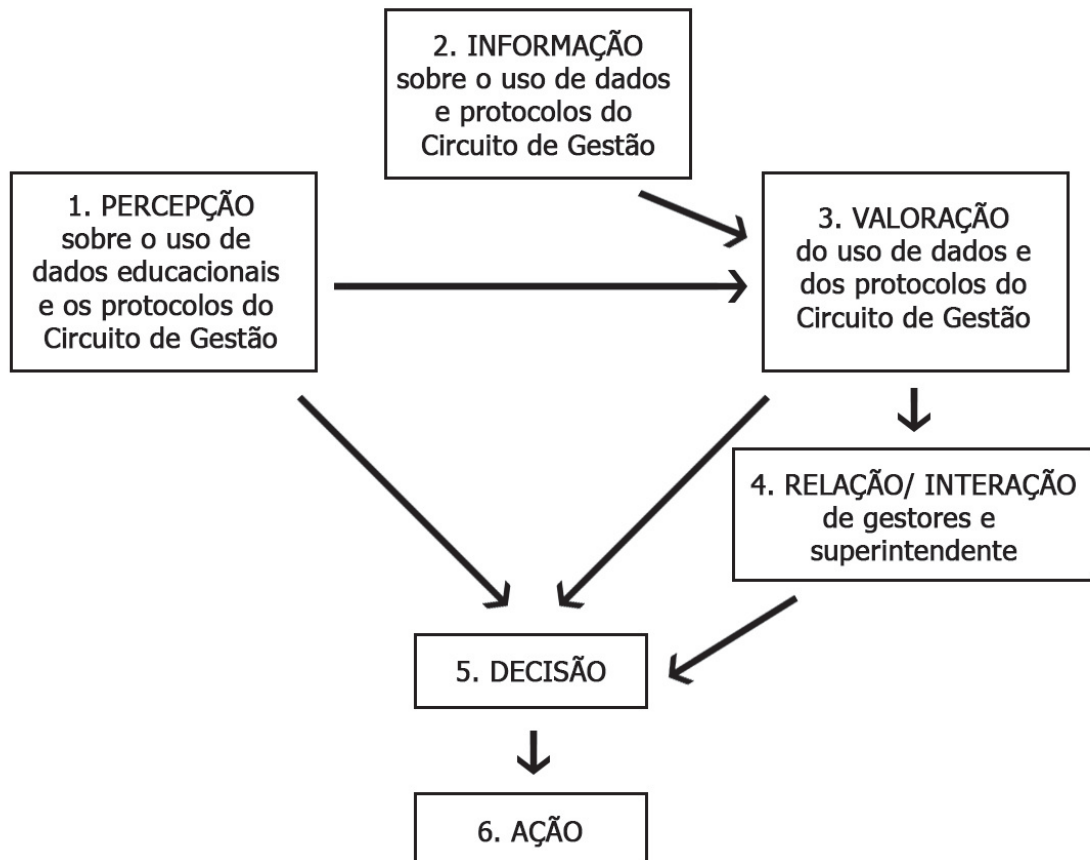 1. PERCEPÇÃO
sobre o uso de
dados educacionais
e os protocolos do
Circuito de Gestão
2. INFORMAÇÃO
sobre o uso de dados
e protocolos do
Circuito de Gestão
3. VALORAÇÃO
do uso de dados e
dos protocolos do
Circuito de Gestão
4. RELAÇÃO/ INTERAÇÃO
de gestores e
superintendente
5. DECISÃO
6. AÇÃO